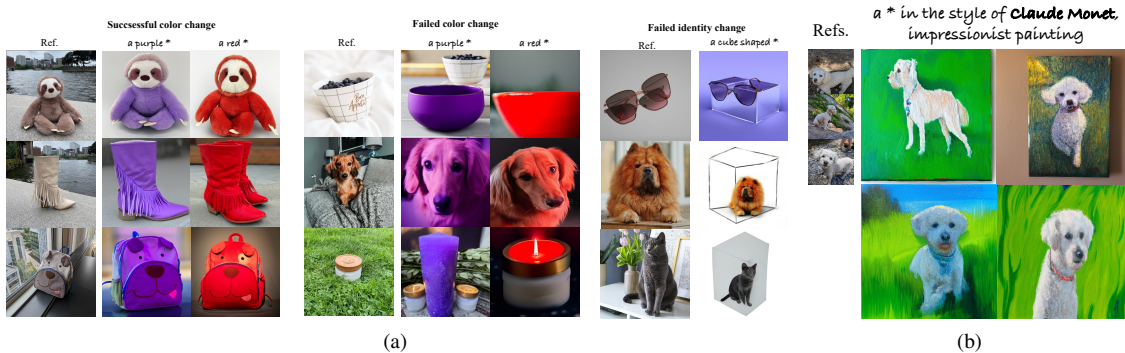 Succsessful color change
Ref.
a purple *
a red *
Failed color change
Ref.
a purple *
a red *
Failed identity change
Ref.
a cube shaped *
Refs.
a * in the style of Claude Monet,
impressionist painting
(a)
(b)